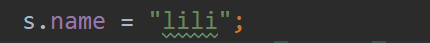 s.name = "lili";